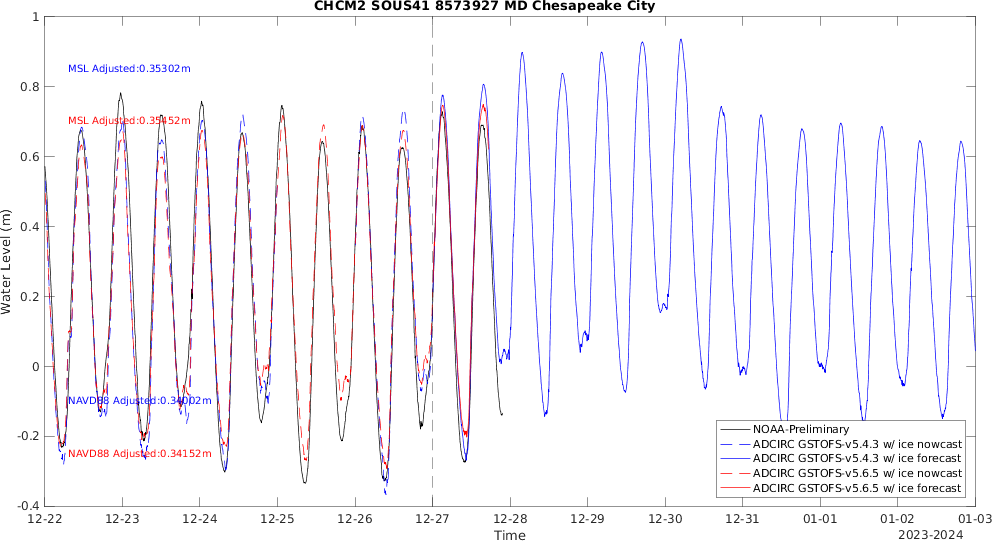 CHCM2 SOUS41 8573927 MD Chesapeake City
1
0.8
0.6
0.4
0.2
0
-0.2
-0.4
Water Level (m)
MSL Adjusted:0.35302m
MSL Adjusted:0.35452m
NAVD88 Adjusted:0.34002m
NAVD88 Adjusted:0.34152m
NOAA-Preliminary
ADCIRC GSTOFS-v5.4.3 w/ ice nowcast
ADCIRC GSTOFS-v5.4.3 w/ ice forecast
ADCIRC GSTOFS-v5.6.5 w/ ice nowcast
ADCIRC GSTOFS-v5.6.5 w/ ice forecast
12-22 12-23 12-24 12-25 12-26 12-27 12-28 12-29 12-30 12-31 01-01 01-02 01-03
Time
2023-2024